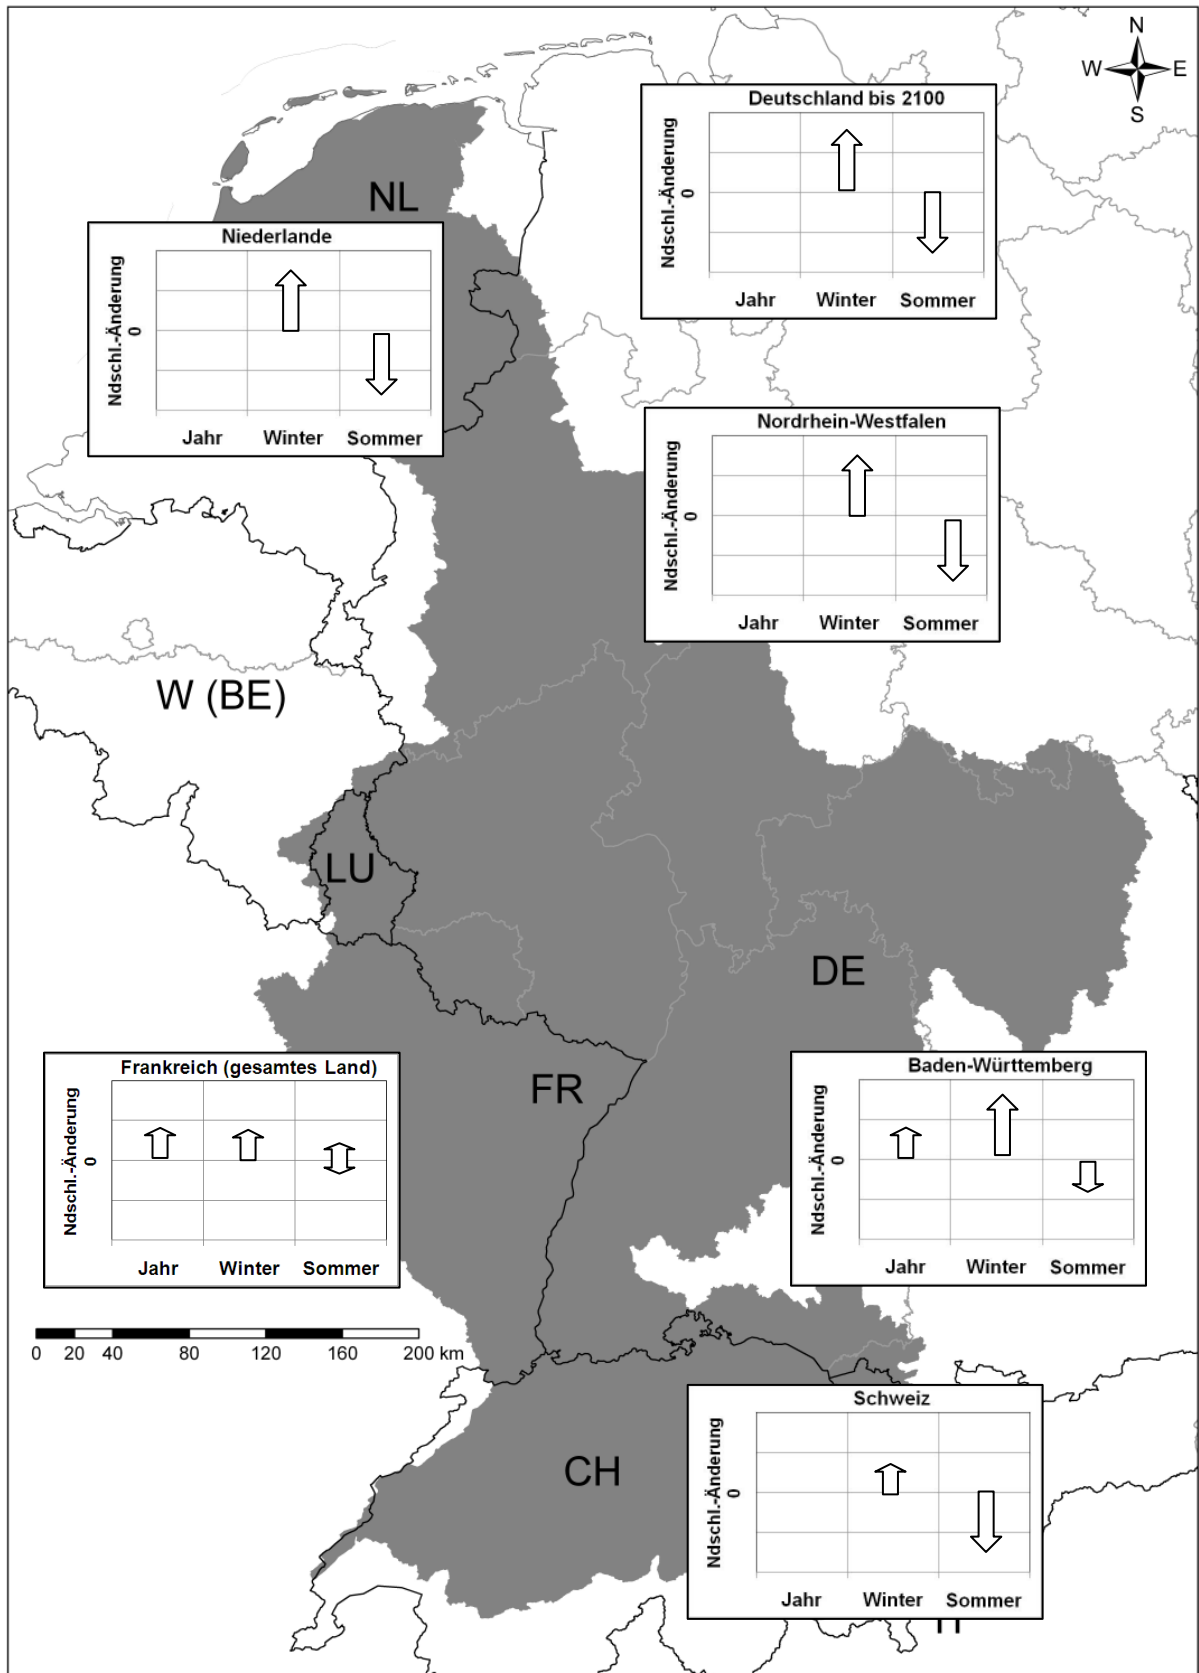 N
W E
S
Deutschland bis 2100
Ndschl.-Änderung
0
Jahr Winter Sommer
NL
Niederlande
Ndschl.-Änderung
0
Jahr Winter Sommer
Nordrhein-Westfalen
Ndschl.-Änderung
0
Jahr Winter Sommer
W (BE)
LU
DE
Frankreich (gesamtes Land)
Ndschl.-Änderung
0
Jahr Winter Sommer
FR
Baden-Württemberg
Ndschl.-Änderung
0
Jahr Winter Sommer
0 20 40 80 120 160 200 km
Schweiz
Ndschl.-Änderung
0
Jahr Winter Sommer
CH